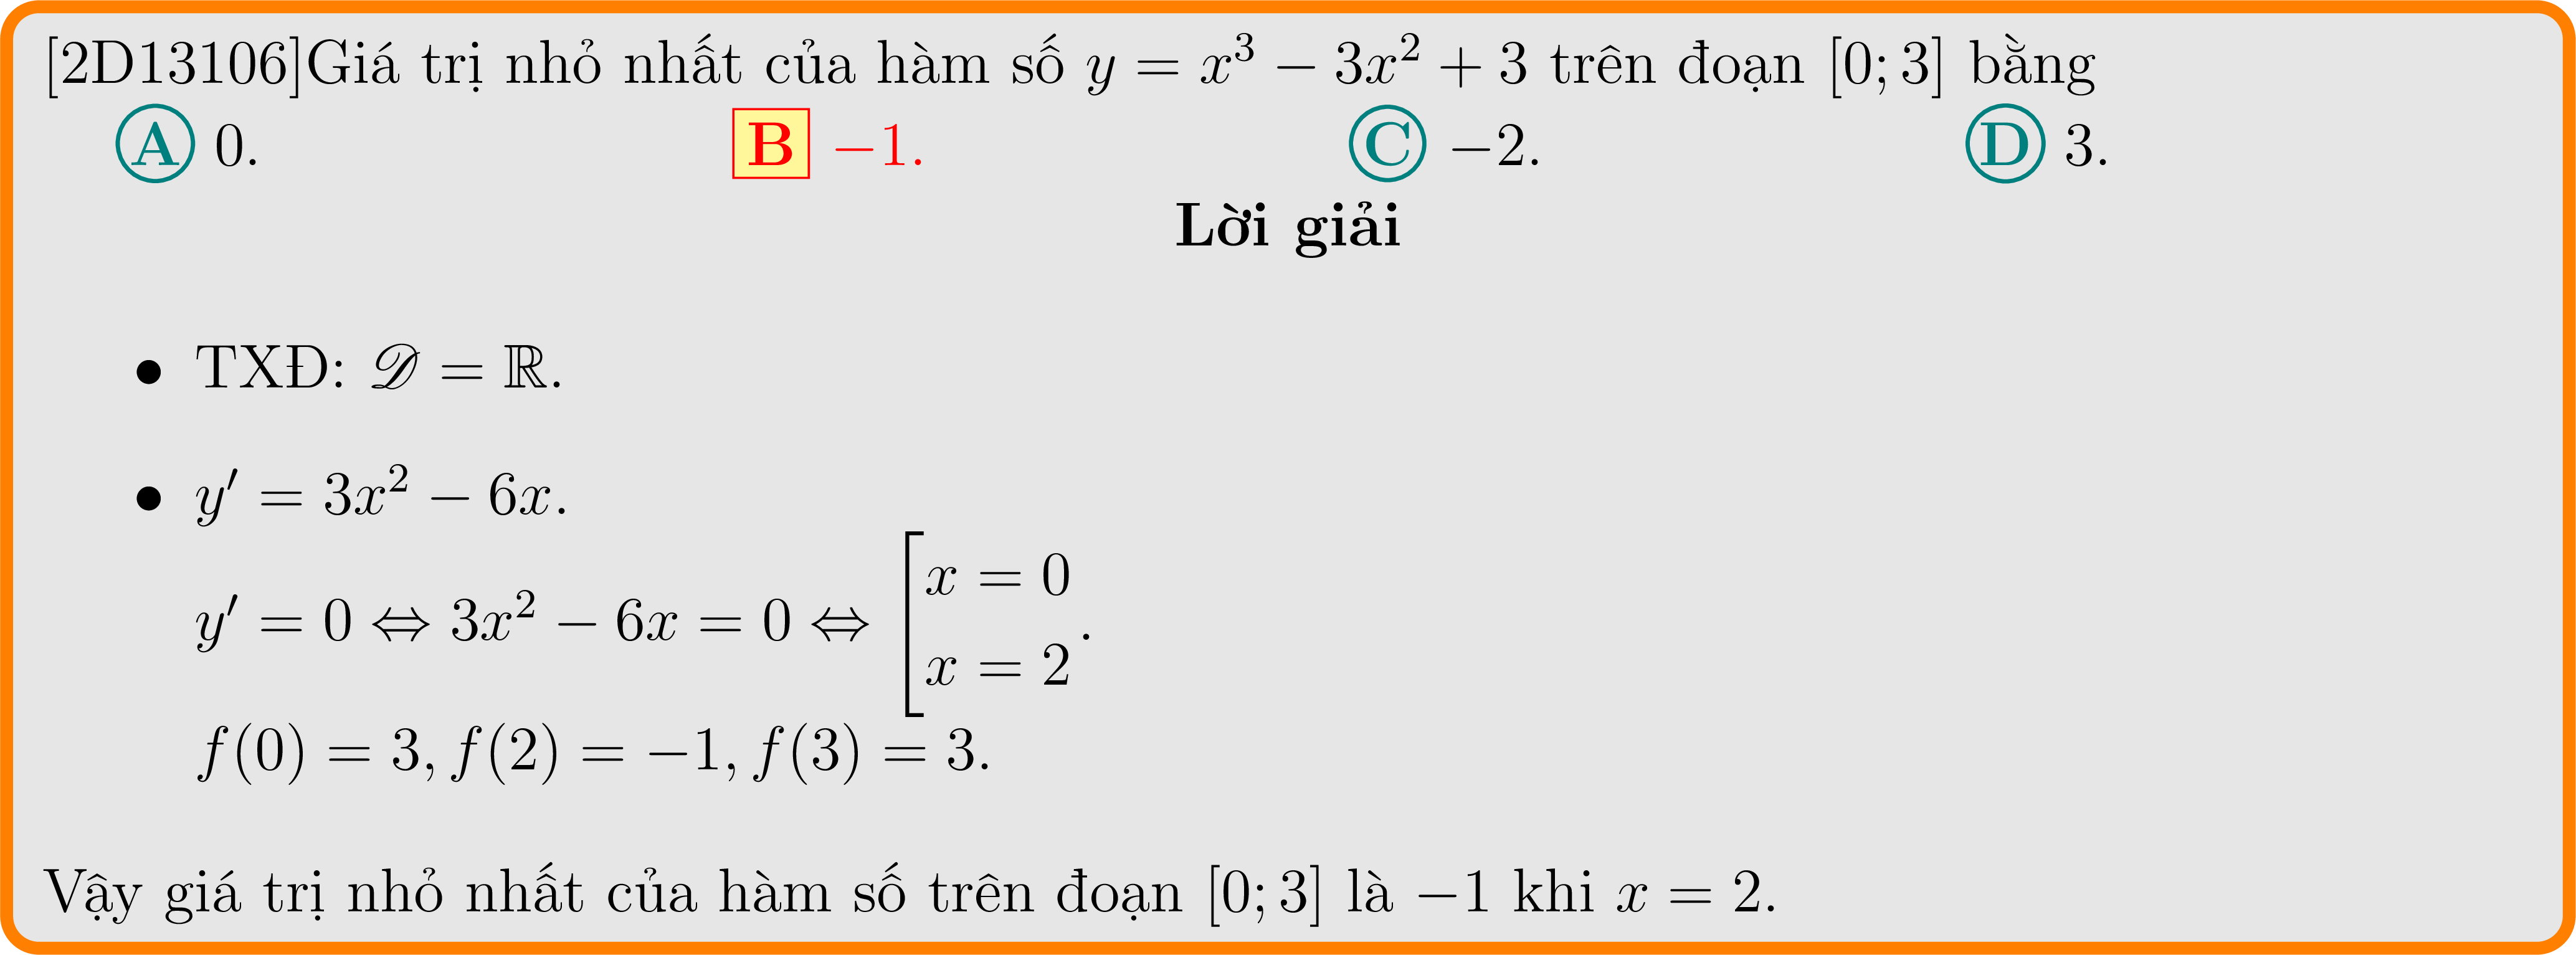 [2D13106]Giá trị nhỏ nhất của hàm số y = x³ − 3x² + 3 trên đoạn [0; 3] bằng
A 0. B −1. C −2. D 3.
Lời giải
• TXĐ: 𝒟 = ℝ.
• y′ = 3x² − 6x.
y′ = 0 ⇔ 3x² − 6x = 0 ⇔ [x = 0
x = 2.
f(0) = 3, f(2) = −1, f(3) = 3.
Vậy giá trị nhỏ nhất của hàm số trên đoạn [0; 3] là −1 khi x = 2.